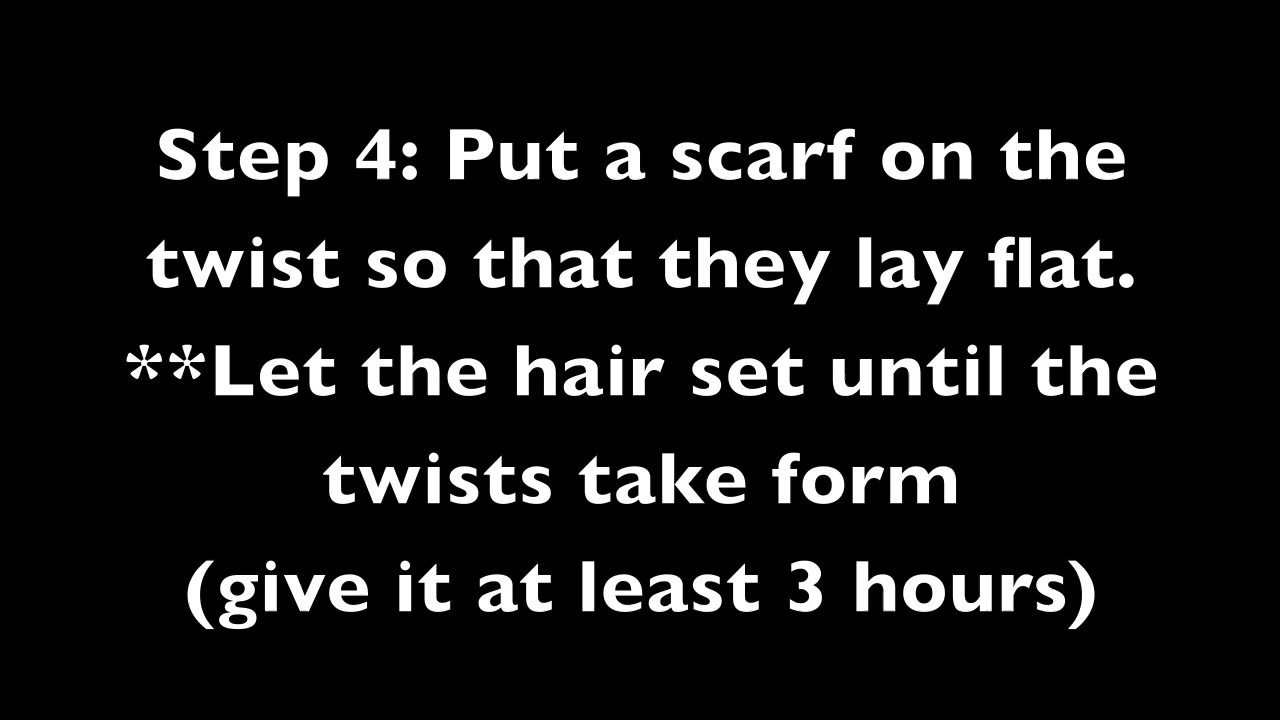 Step 4: Put a scarf on the
twist so that they lay flat.
**Let the hair set until the
twists take form
(give it at least 3 hours)